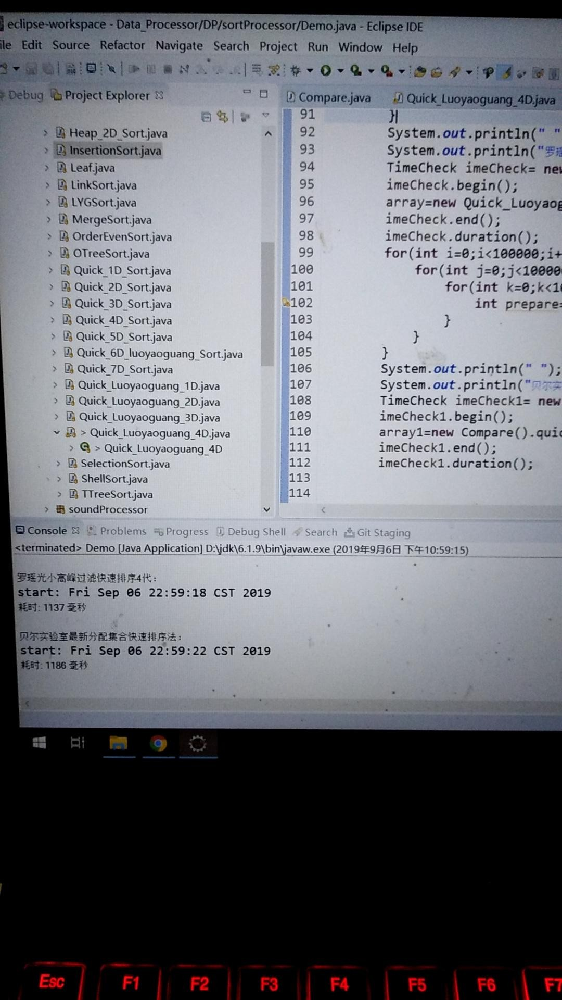 eclipse-workspace - Data_Processor/DP/sortProcessor/Demo.java - Eclipse IDE
ile Edit Source Refactor Navigate Search Project Run Window Help
Debug Project Explorer
Compare.java Quick_Luoyaoguang_4D.java
Heap_2D_Sort.java
InsertionSort.java
Leaf.java
LinkSort.java
LYGSort.java
MergeSort.java
OrderEvenSort.java
OTreeSort.java
Quick_1D_Sort.java
Quick_2D_Sort.java
Quick_3D_Sort.java
Quick_4D_Sort.java
Quick_5D_Sort.java
Quick_6D_luoyaoguang_Sort.java
Quick_7D_Sort.java
Quick_Luoyaoguang_1D.java
Quick_Luoyaoguang_2D.java
Quick_Luoyaoguang_3D.java
> Quick_Luoyaoguang_4D.java
> Quick_Luoyaoguang_4D
SelectionSort.java
ShellSort.java
TTreeSort.java
soundProcessor
91 }
92 System.out.println(" "
93 System.out.println("罗瑶
94 TimeCheck imeCheck= new
95 imeCheck.begin();
96 array=new Quick_Luoyaog
97 imeCheck.end();
98 imeCheck.duration();
99 for(int i=0;i<100000;i+
100 for(int j=0;j<10000
101 for(int k=0;k<10
102 int prepare=
103 }
104 }
105 }
106 System.out.println(" ");
107 System.out.println("贝尔实
108 TimeCheck imeCheck1= new
109 imeCheck1.begin();
110 array1=new Compare().quic
111 imeCheck1.end();
112 imeCheck1.duration();
113
114
Console Problems Progress Debug Shell Search Git Staging
<terminated> Demo [Java Application] D:\jdk\6.1.9\bin\javaw.exe (2019年9月6日 下午10:59:15)
罗瑶光小高峰过滤快速排序4代:
start: Fri Sep 06 22:59:18 CST 2019
耗时: 1137 毫秒
贝尔实验室最新分配集合快速排序法:
start: Fri Sep 06 22:59:22 CST 2019
耗时: 1186 毫秒
Esc F1 F2 F3 F4 F5 F6 F7